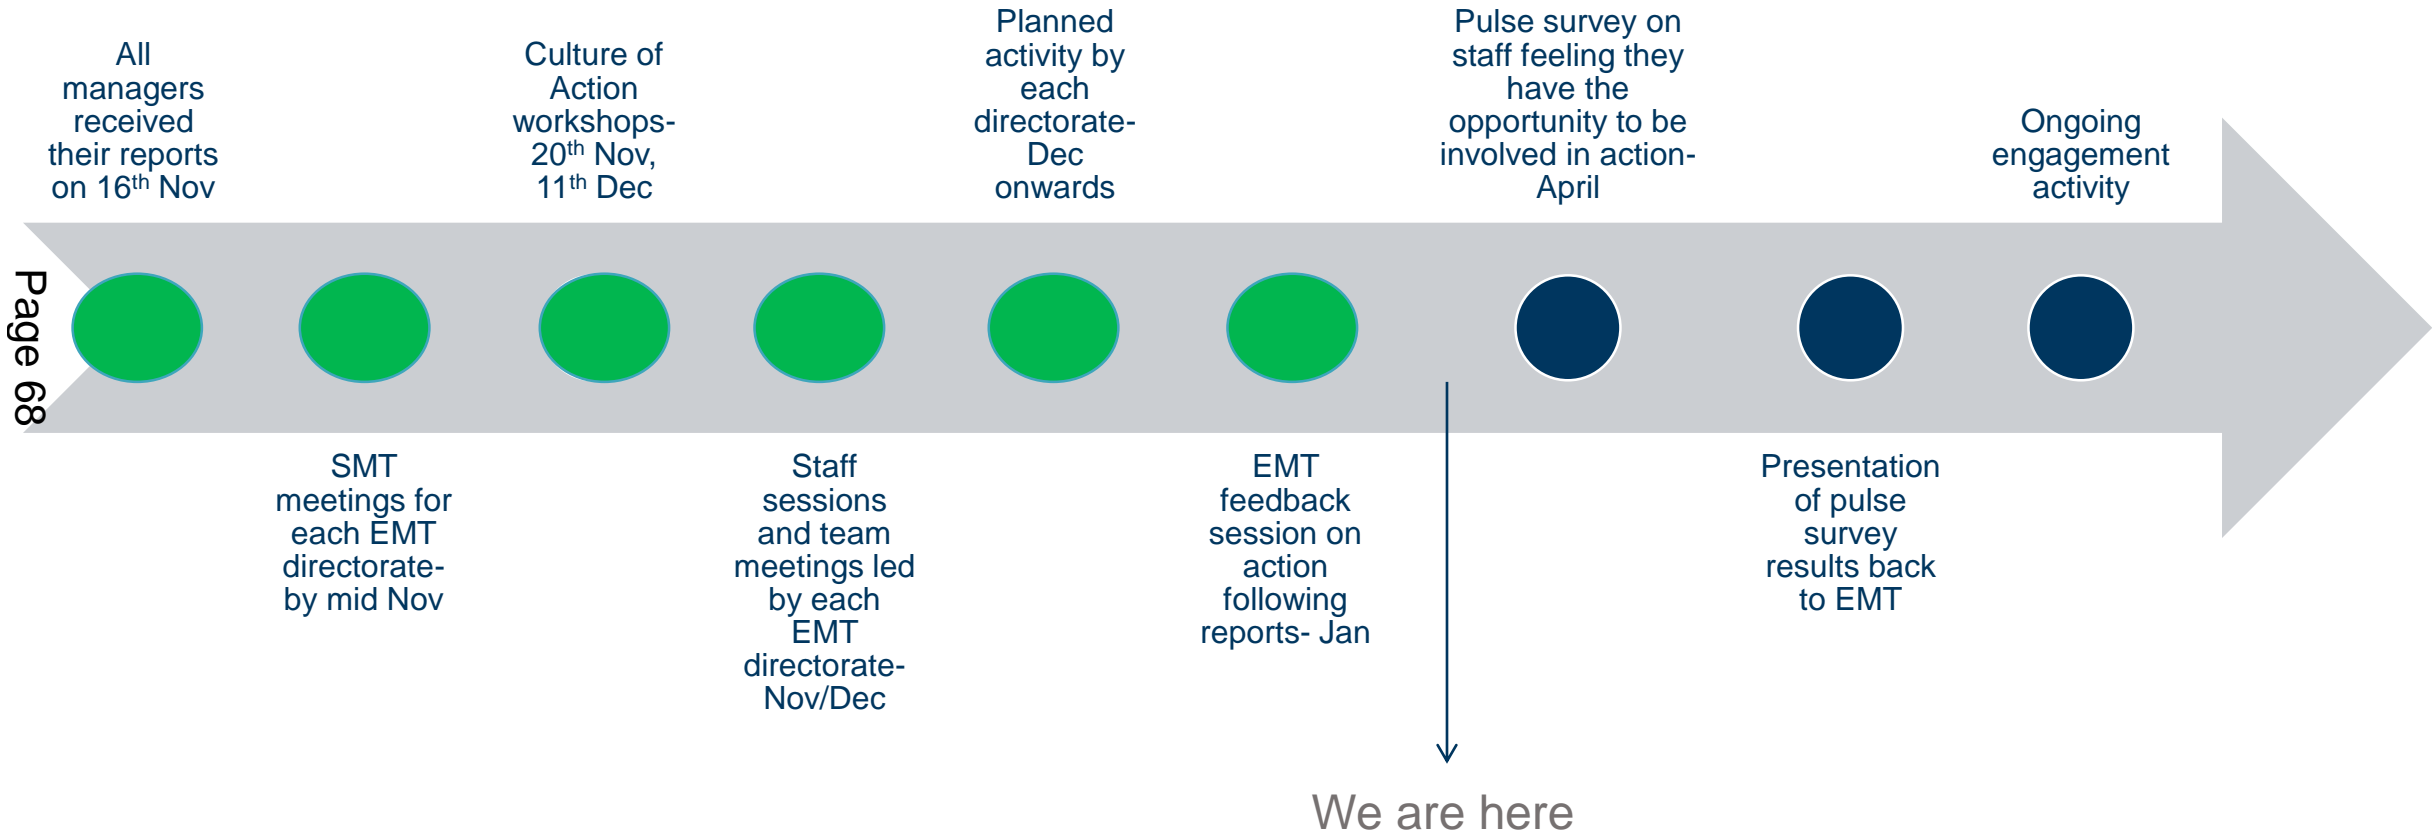 All
managers
received
their reports
on 16th Nov
Culture of
Action
workshops-
20th Nov,
11th Dec
Planned
activity by
each
directorate-
Dec
onwards
Pulse survey on
staff feeling they
have the
opportunity to be
involved in action-
April
Ongoing
engagement
activity
Page 68
SMT
meetings for
each EMT
directorate-
by mid Nov
Staff
sessions
and team
meetings led
by each
EMT
directorate-
Nov/Dec
EMT
feedback
session on
action
following
reports- Jan
Presentation
of pulse
survey
results back
to EMT
We are here